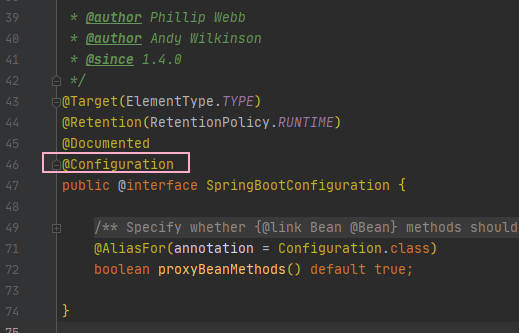 39 * @author Phillip Webb
40 * @author Andy Wilkinson
41 * @since 1.4.0
42 */
43 @Target(ElementType.TYPE)
44 @Retention(RetentionPolicy.RUNTIME)
45 @Documented
46 @Configuration
47 public @interface SpringBootConfiguration {
48
49 /** Specify whether {@link Bean @Bean} methods should
71 @AliasFor(annotation = Configuration.class)
72 boolean proxyBeanMethods() default true;
73
74 }
75